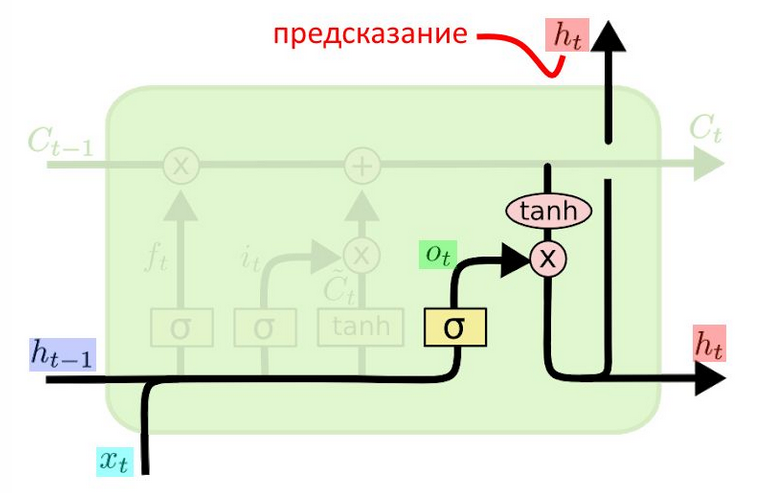 предсказание h_t
C_{t-1} C_t
x +
tanh
f_t i_t x o_t x
C̃_t
σ σ tanh σ
h_{t-1} h_t
x_t